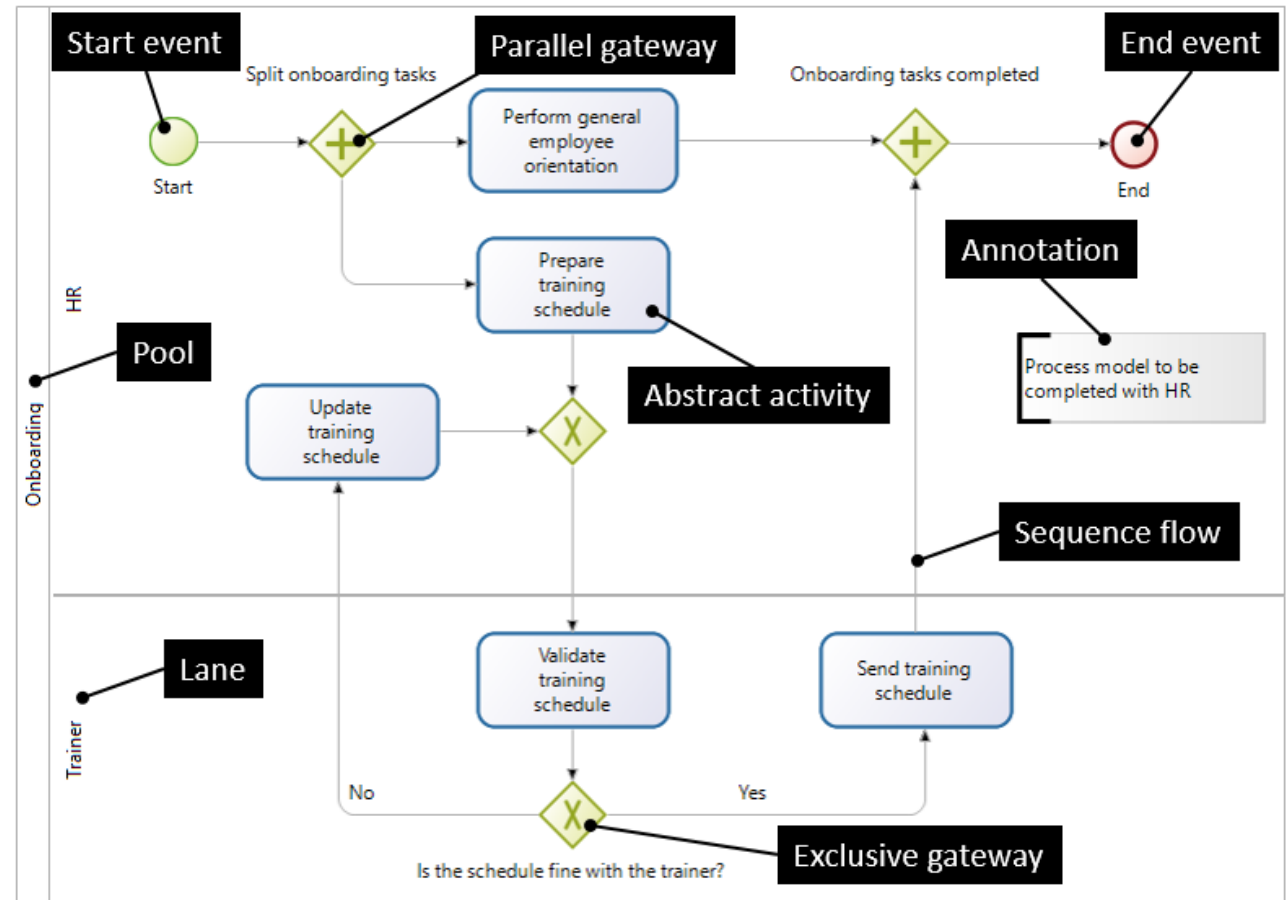 Start event
Parallel gateway
End event
Split onboarding tasks
Onboarding tasks completed
Perform general
employee
orientation
Start
End
Annotation
Prepare
training
schedule
HR
Pool
Process model to be
completed with HR
Abstract activity
Update
training
schedule
Onboarding
Sequence flow
Lane
Validate
training
schedule
Send training
schedule
Trainer
No
Yes
Exclusive gateway
Is the schedule fine with the trainer?